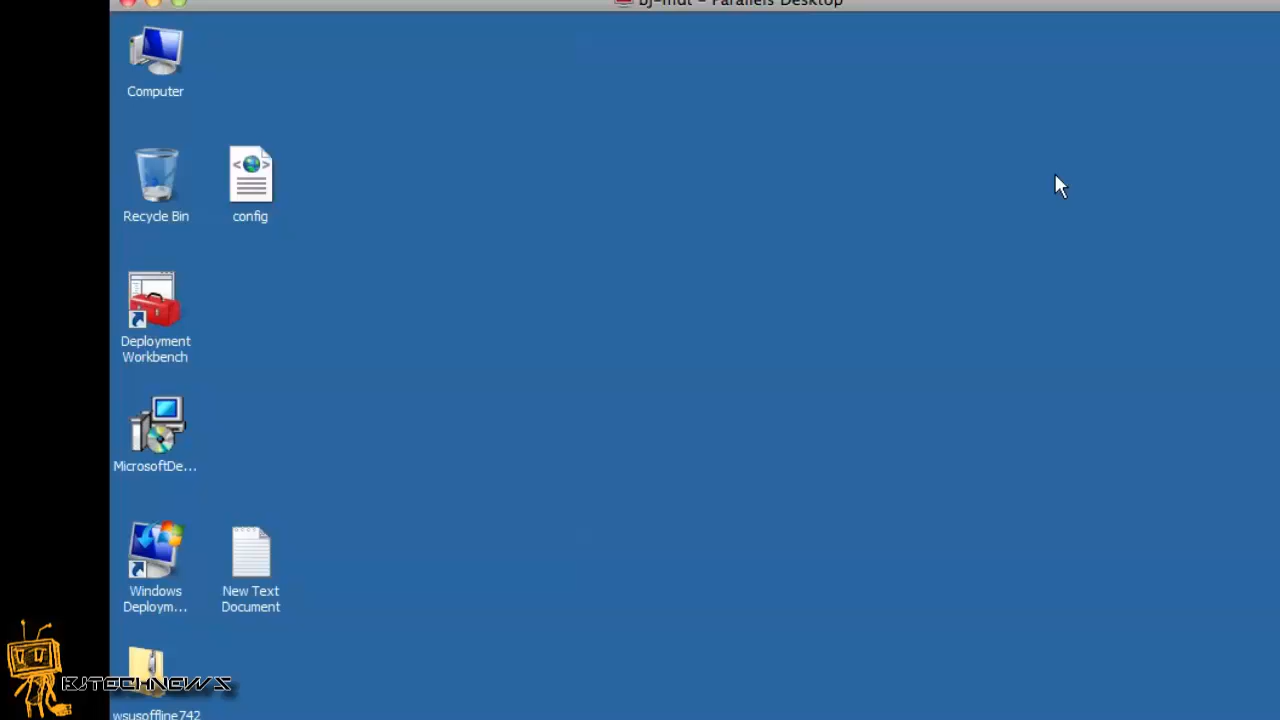 bj-mdt - Parallels Desktop
Computer
Recycle Bin
config
Deployment
Workbench
MicrosoftDe...
Windows
Deploym...
New Text
Document
BJTECHNEWS
wsusoffline742